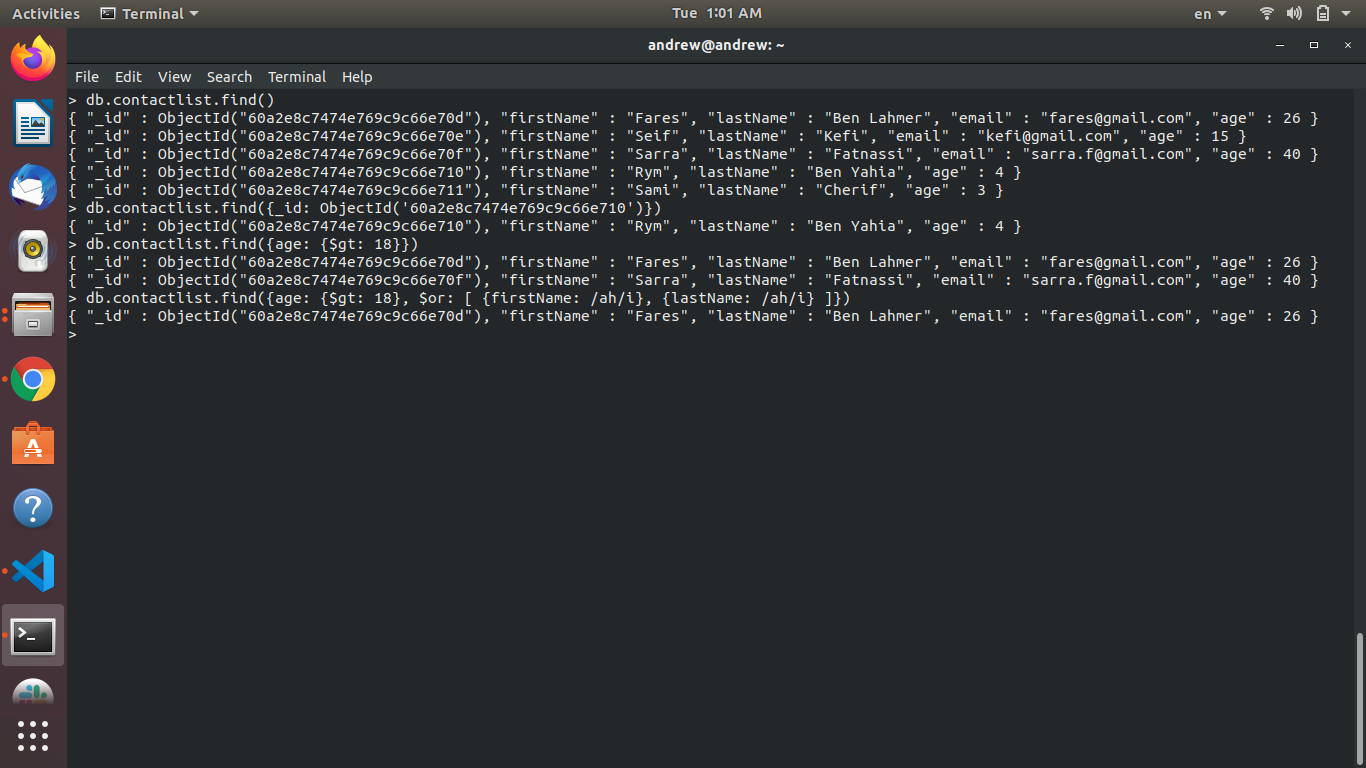 Activities Terminal Tue 1:01 AM en
andrew@andrew: ~
File Edit View Search Terminal Help
> db.contactlist.find()
{ "_id" : ObjectId("60a2e8c7474e769c9c66e70d"), "firstName" : "Fares", "lastName" : "Ben Lahmer", "email" : "fares@gmail.com", "age" : 26 }
{ "_id" : ObjectId("60a2e8c7474e769c9c66e70e"), "firstName" : "Seif", "lastName" : "Kefi", "email" : "kefi@gmail.com", "age" : 15 }
{ "_id" : ObjectId("60a2e8c7474e769c9c66e70f"), "firstName" : "Sarra", "lastName" : "Fatnassi", "email" : "sarra.f@gmail.com", "age" : 40 }
{ "_id" : ObjectId("60a2e8c7474e769c9c66e710"), "firstName" : "Rym", "lastName" : "Ben Yahia", "age" : 4 }
{ "_id" : ObjectId("60a2e8c7474e769c9c66e711"), "firstName" : "Sami", "lastName" : "Cherif", "age" : 3 }
> db.contactlist.find({_id: ObjectId('60a2e8c7474e769c9c66e710')})
{ "_id" : ObjectId("60a2e8c7474e769c9c66e710"), "firstName" : "Rym", "lastName" : "Ben Yahia", "age" : 4 }
> db.contactlist.find({age: {$gt: 18}})
{ "_id" : ObjectId("60a2e8c7474e769c9c66e70d"), "firstName" : "Fares", "lastName" : "Ben Lahmer", "email" : "fares@gmail.com", "age" : 26 }
{ "_id" : ObjectId("60a2e8c7474e769c9c66e70f"), "firstName" : "Sarra", "lastName" : "Fatnassi", "email" : "sarra.f@gmail.com", "age" : 40 }
> db.contactlist.find({age: {$gt: 18}, $or: [ {firstName: /ah/i}, {lastName: /ah/i} ]})
{ "_id" : ObjectId("60a2e8c7474e769c9c66e70d"), "firstName" : "Fares", "lastName" : "Ben Lahmer", "email" : "fares@gmail.com", "age" : 26 }
>